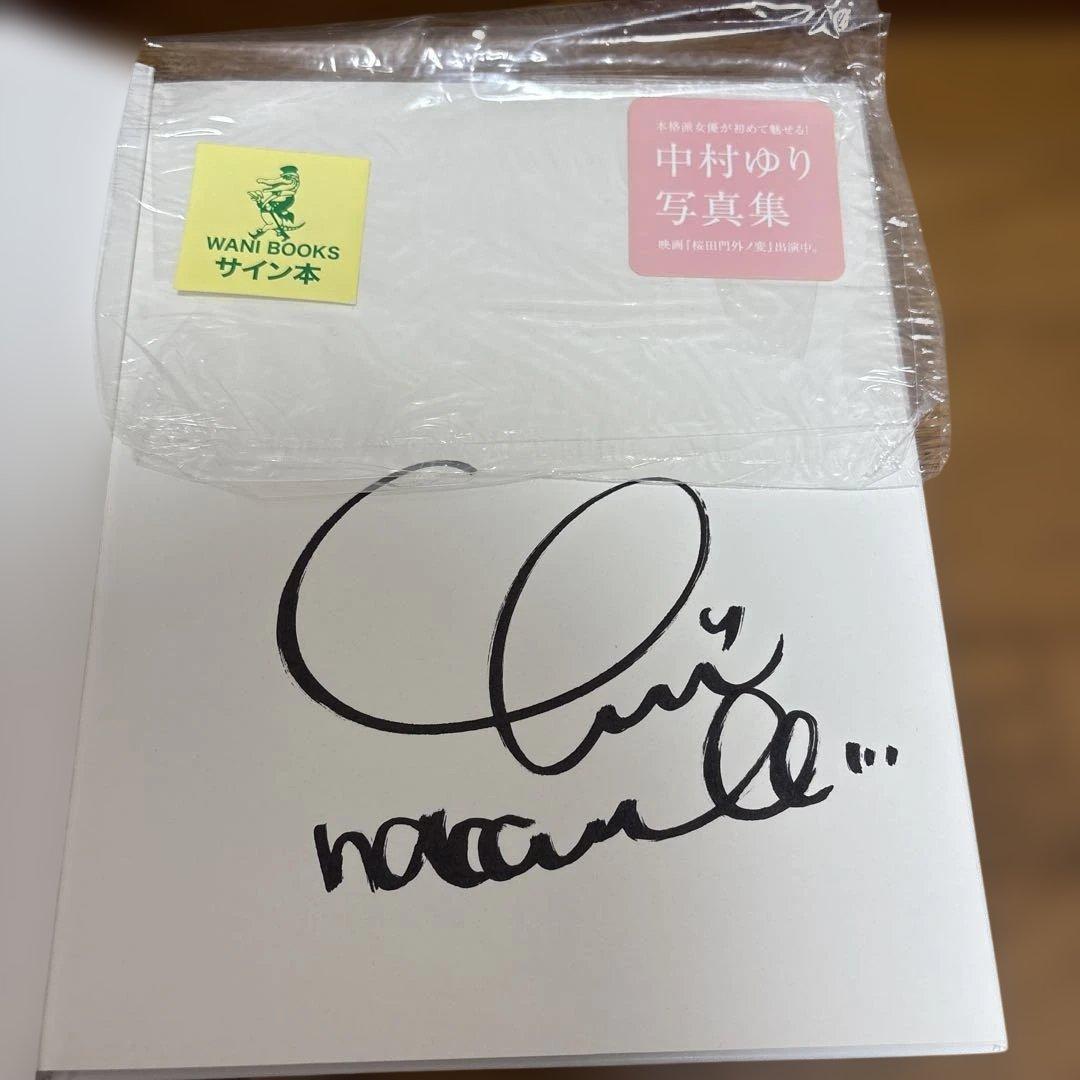 WANI BOOKS
サイン本
本格派女優が初めて魅せる!
中村ゆり
写真集
映画「桜田門外ノ変」出演中。